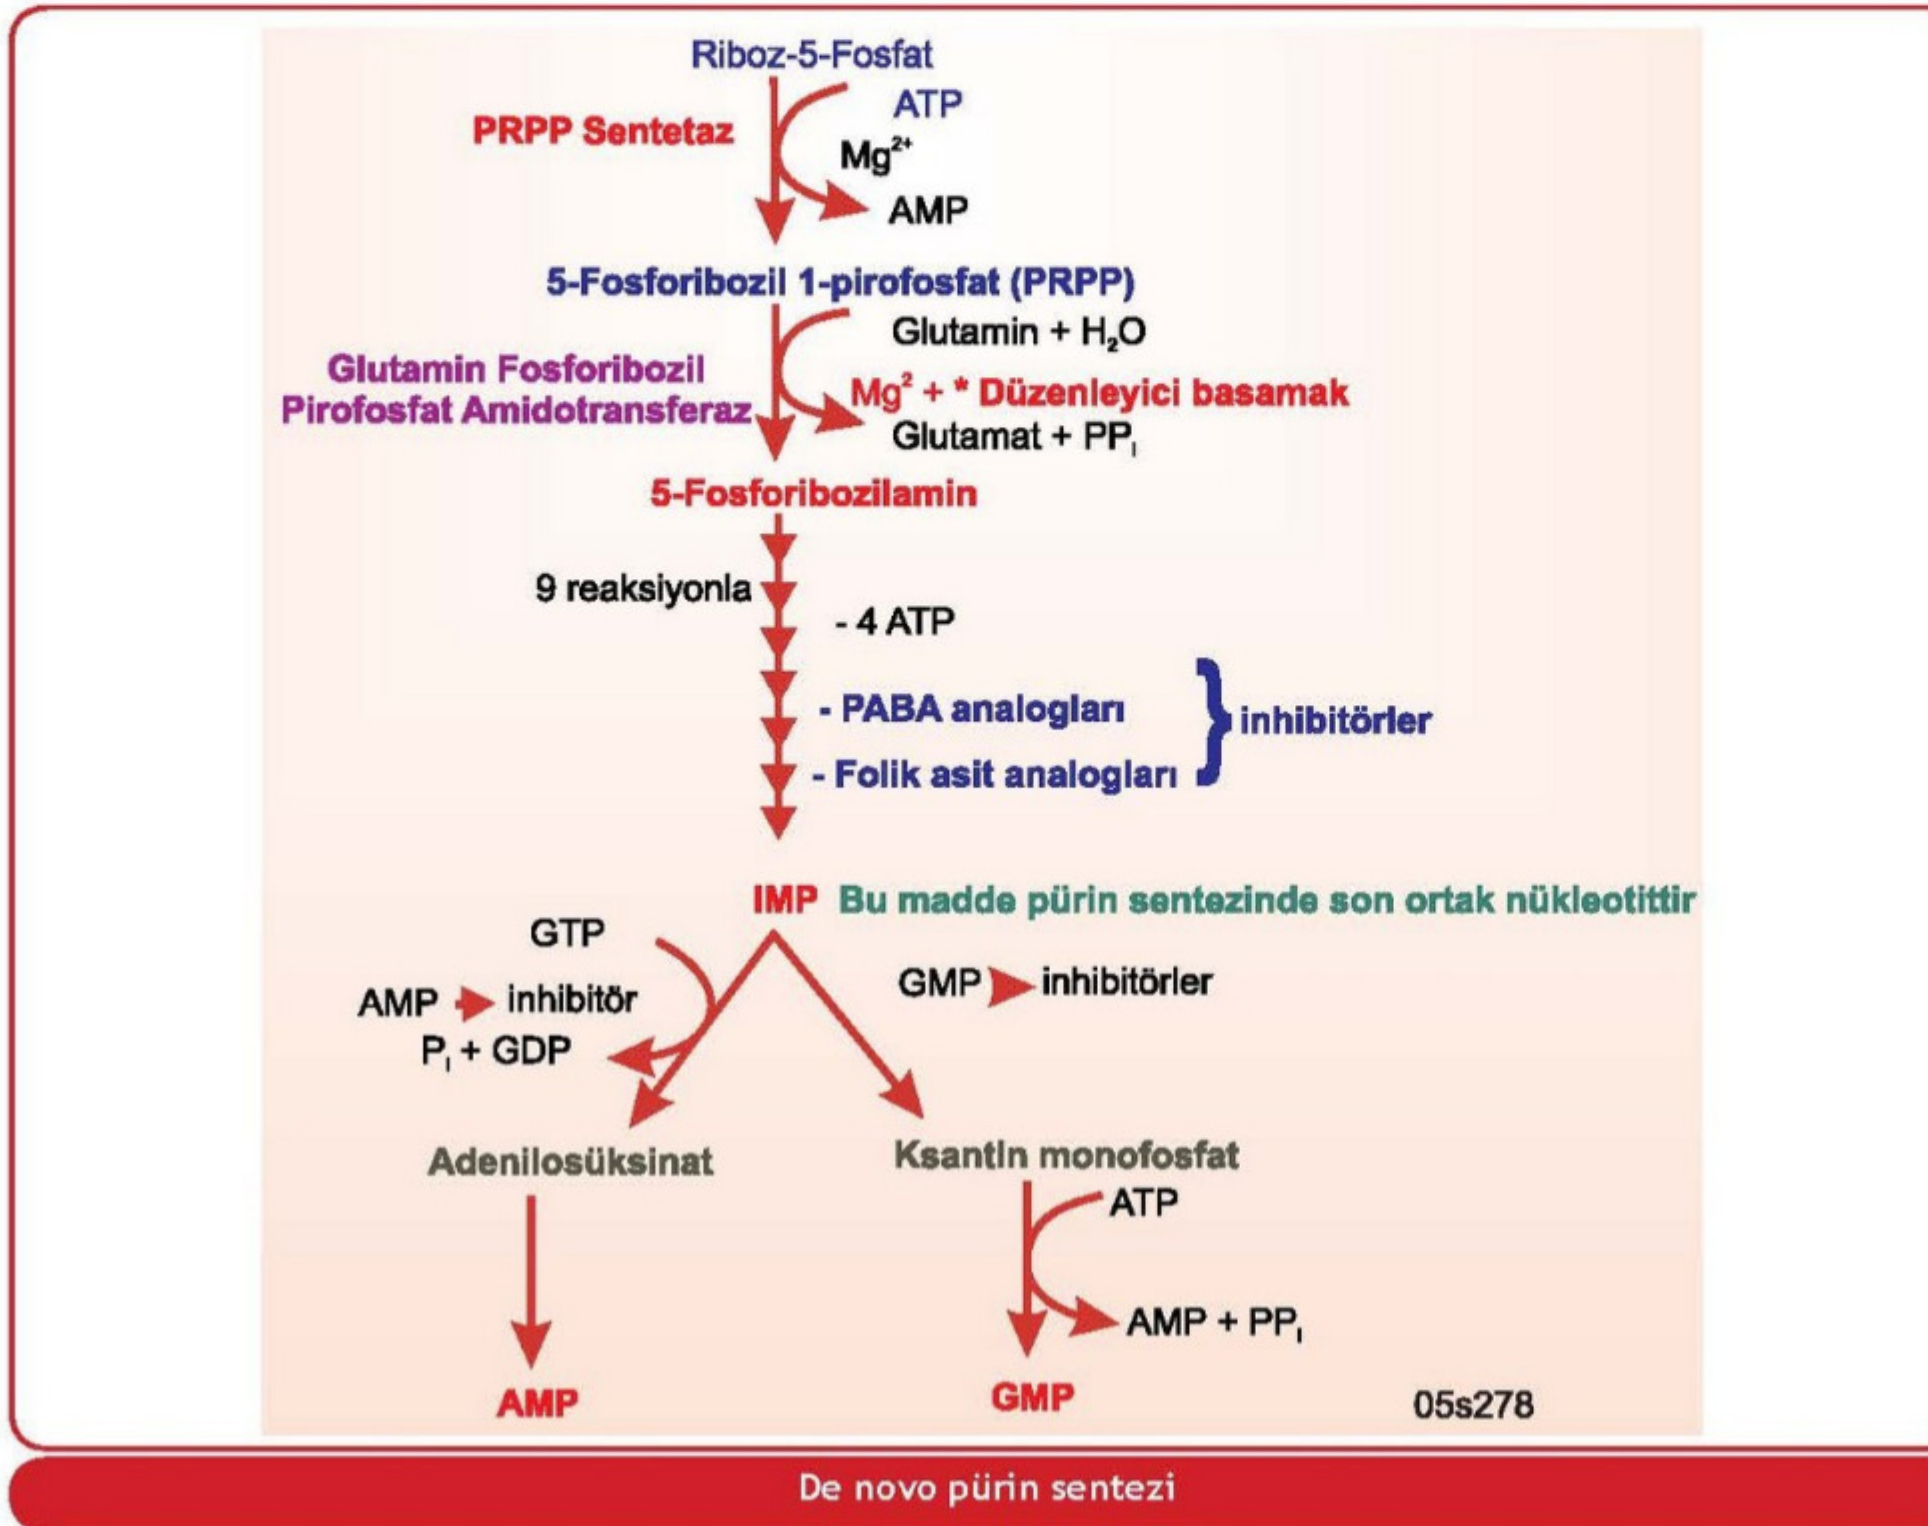 Riboz-5-Fosfat
ATP
PRPP Sentetaz
Mg²⁺
AMP
5-Fosforibozil 1-pirofosfat (PRPP)
Glutamin + H₂O
Glutamin Fosforibozil
Pirofosfat Amidotransferaz
Mg² + * Düzenleyici basamak
Glutamat + PPᵢ
5-Fosforibozilamin
9 reaksiyonla
- 4 ATP
- PABA analogları
- Folik asit analogları
inhibitörler
IMP Bu madde pürin sentezinde son ortak nükleotittir
GTP
AMP inhibitör
Pᵢ + GDP
GMP inhibitörler
Adenilosüksinat
Ksantin monofosfat
ATP
AMP + PPᵢ
AMP
GMP
05s278
De novo pürin sentezi